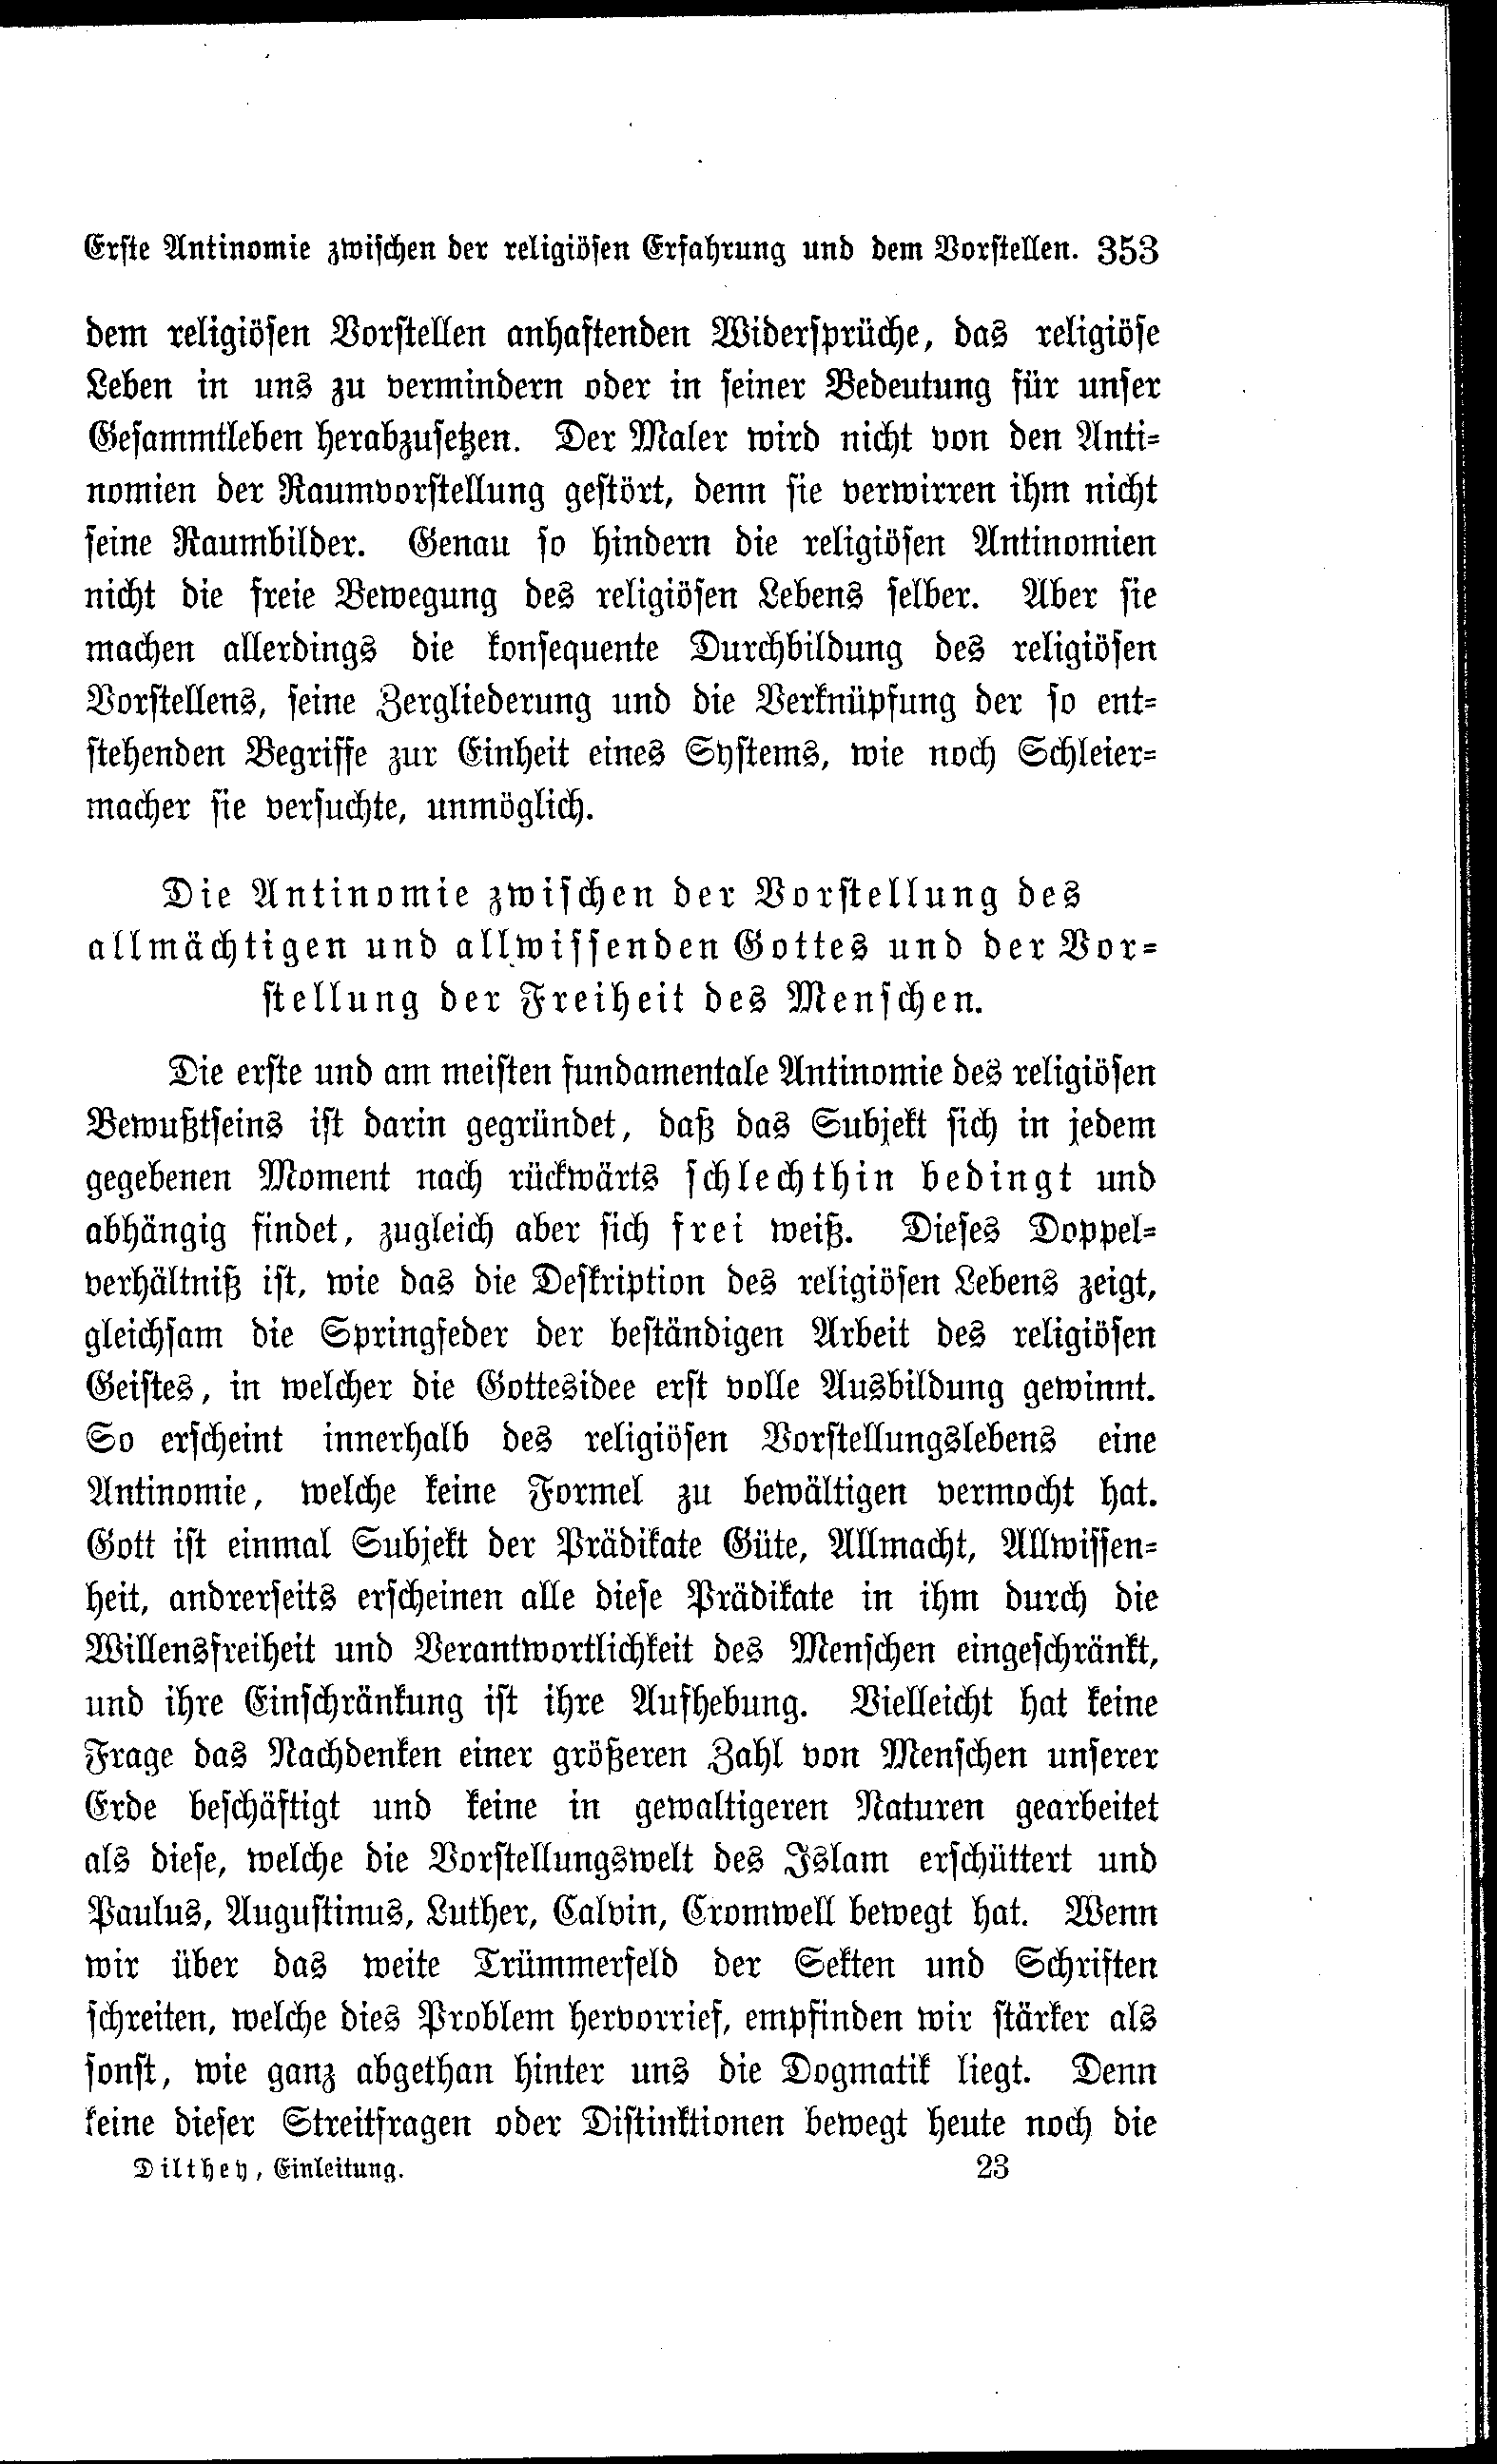 Erste Antinomie zwischen der religiösen Erfahrung und dem Vorstellen. 353
dem religiösen Vorstellen anhaftenden Widersprüche, das religiöse
Leben in uns zu vermindern oder in seiner Bedeutung für unser
Gesammtleben herabzusetzen. Der Maler wird nicht von den Anti-
nomien der Raumvorstellung gestört, denn sie verwirren ihm nicht
seine Raumbilder. Genau so hindern die religiösen Antinomien
nicht die freie Bewegung des religiösen Lebens selber. Aber sie
machen allerdings die konsequente Durchbildung des religiösen
Vorstellens, seine Zergliederung und die Verknüpfung der so ent-
stehenden Begriffe zur Einheit eines Systems, wie noch Schleier-
macher sie versuchte, unmöglich.
Die Antinomie zwischen der Vorstellung des
allmächtigen und allwissenden Gottes und der Vor-
stellung der Freiheit des Menschen.
Die erste und am meisten fundamentale Antinomie des religiösen
Bewußtseins ist darin gegründet, daß das Subjekt sich in jedem
gegebenen Moment nach rückwärts schlechthin bedingt und
abhängig findet, zugleich aber sich frei weiß. Dieses Doppel-
verhältniß ist, wie das die Deskription des religiösen Lebens zeigt,
gleichsam die Springfeder der beständigen Arbeit des religiösen
Geistes, in welcher die Gottesidee erst volle Ausbildung gewinnt.
So erscheint innerhalb des religiösen Vorstellungslebens eine
Antinomie, welche keine Formel zu bewältigen vermocht hat.
Gott ist einmal Subjekt der Prädikate Güte, Allmacht, Allwissen-
heit, andrerseits erscheinen alle diese Prädikate in ihm durch die
Willensfreiheit und Verantwortlichkeit des Menschen eingeschränkt,
und ihre Einschränkung ist ihre Aufhebung. Vielleicht hat keine
Frage das Nachdenken einer größeren Zahl von Menschen unserer
Erde beschäftigt und keine in gewaltigeren Naturen gearbeitet
als diese, welche die Vorstellungswelt des Islam erschüttert und
Paulus, Augustinus, Luther, Calvin, Cromwell bewegt hat. Wenn
wir über das weite Trümmerfeld der Sekten und Schriften
schreiten, welche dies Problem hervorrief, empfinden wir stärker als
sonst, wie ganz abgethan hinter uns die Dogmatik liegt. Denn
keine dieser Streitfragen oder Distinktionen bewegt heute noch die
Dilthey, Einleitung. 23